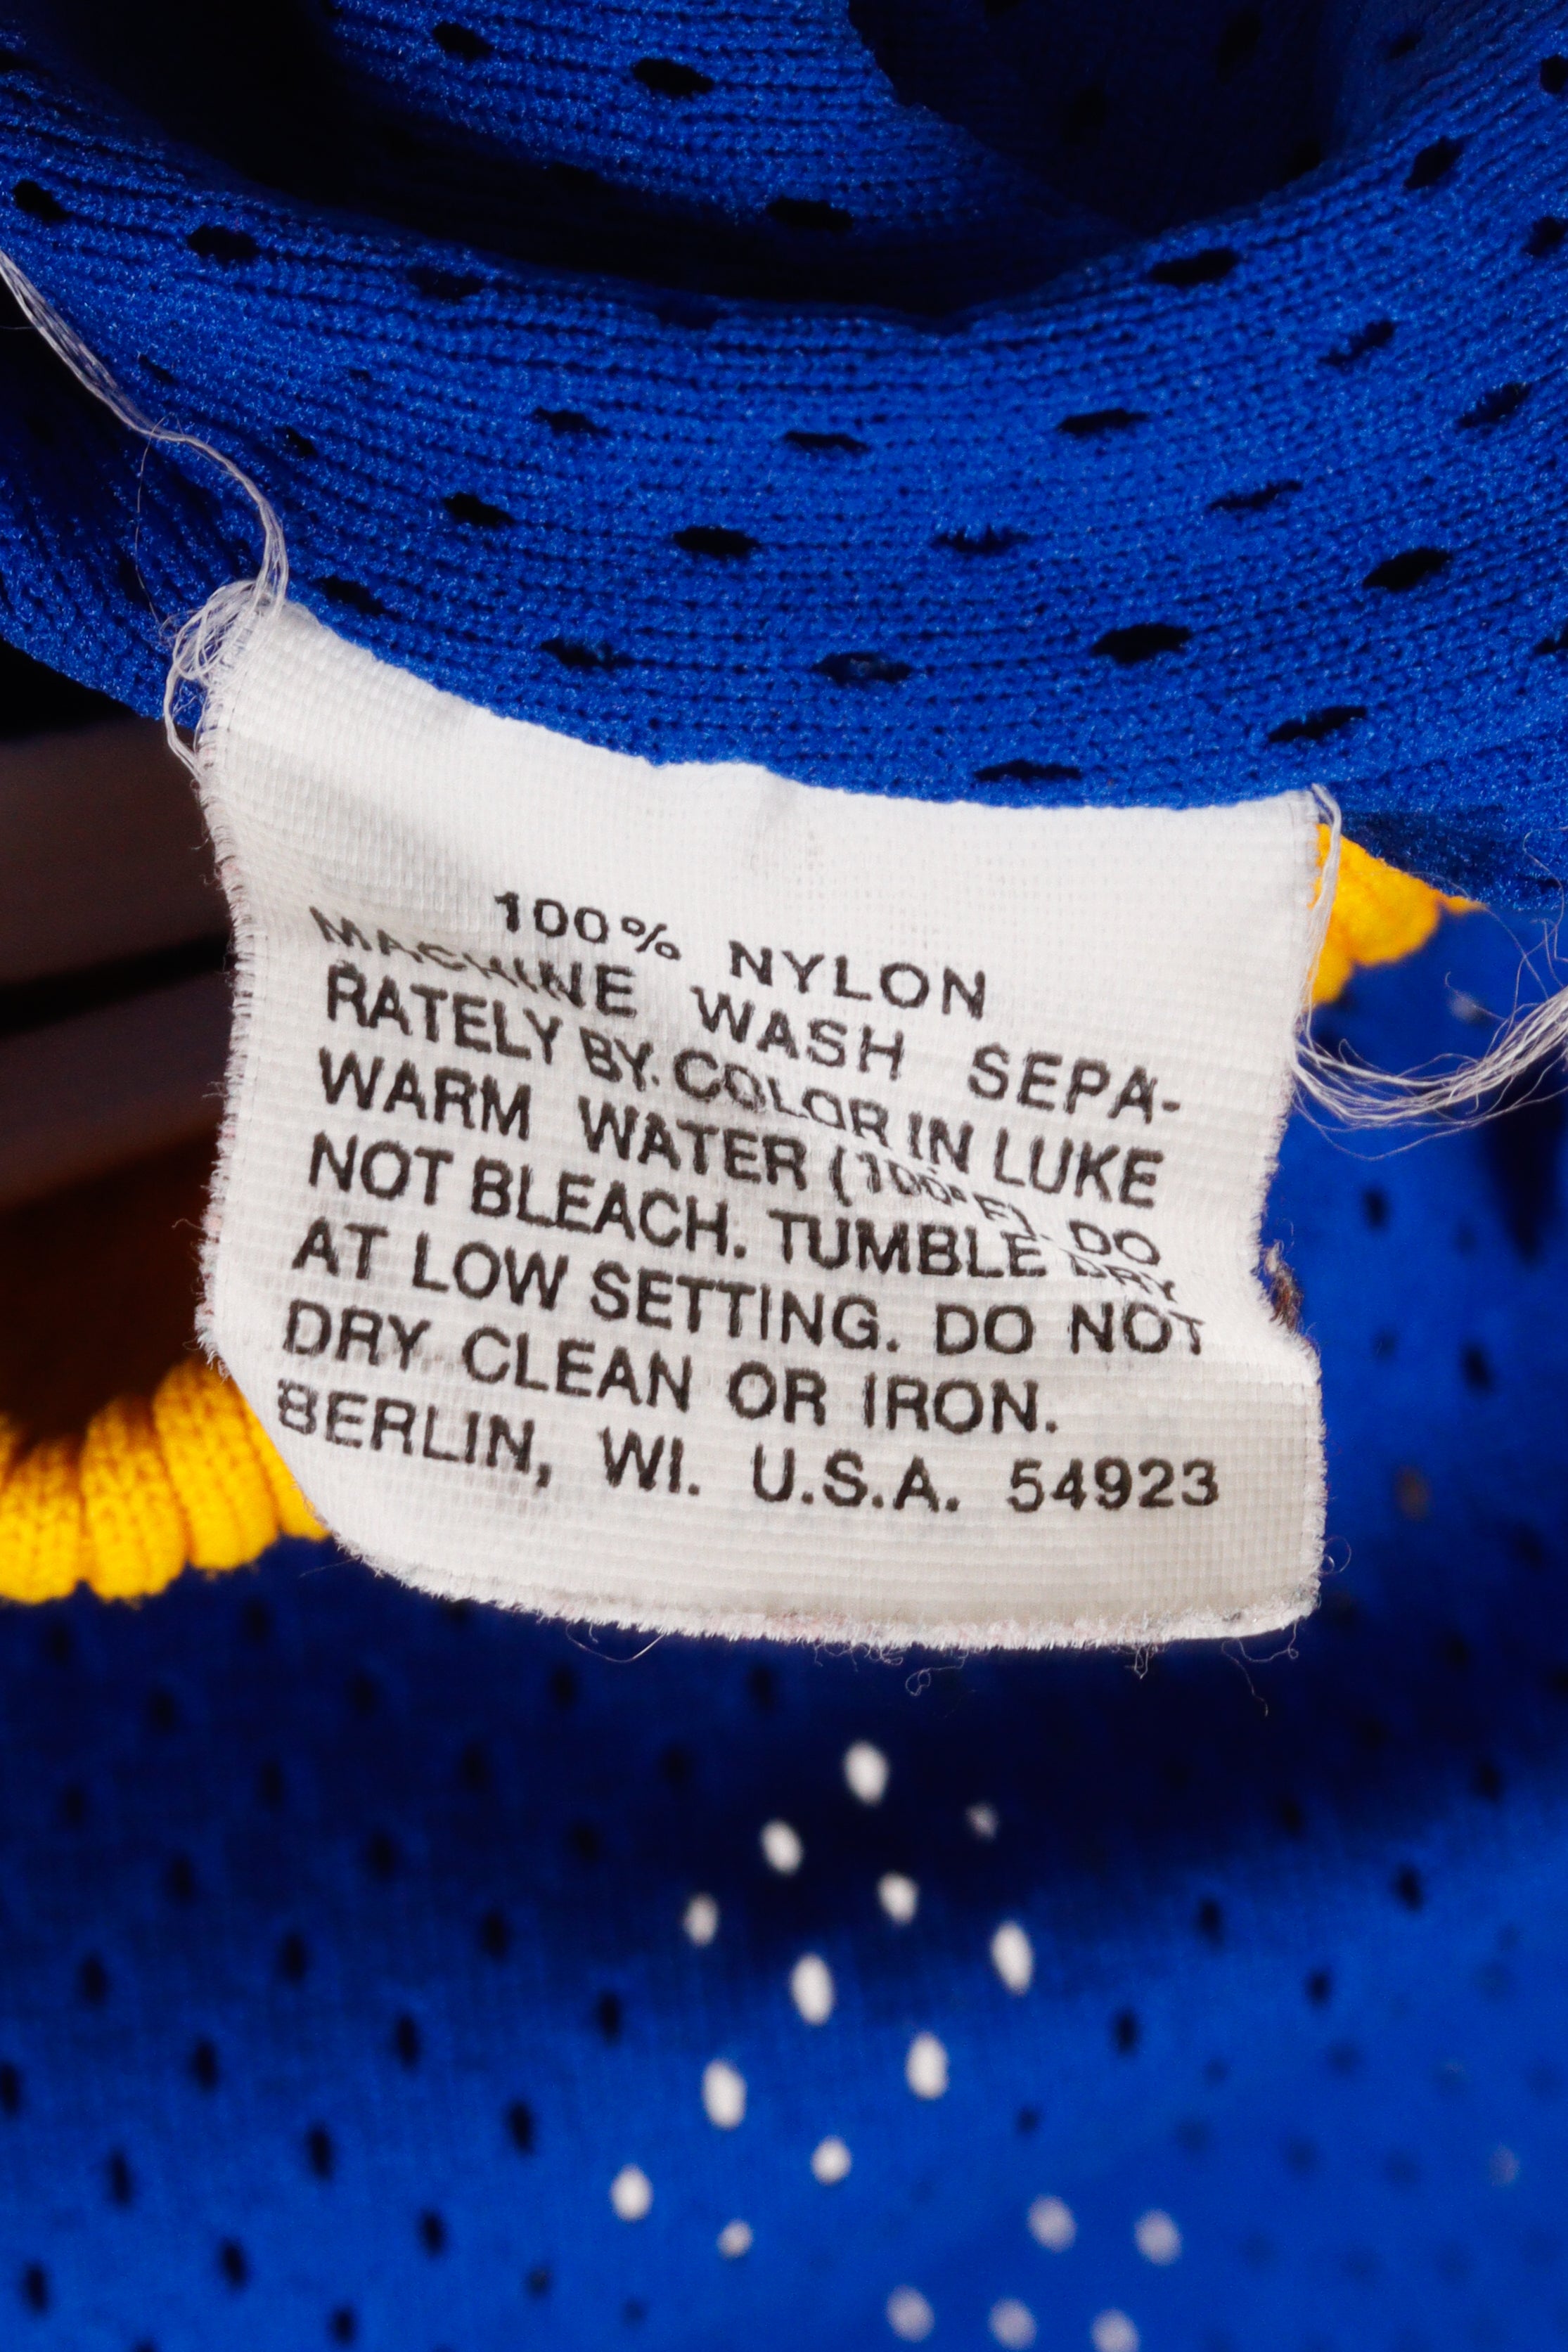 100% NYLON
MACHINE WASH SEPA-
RATELY BY COLOR IN LUKE
WARM WATER (100°F). DO
NOT BLEACH. TUMBLE DRY
AT LOW SETTING. DO NOT
DRY CLEAN OR IRON.
BERLIN, WI. U.S.A. 54923